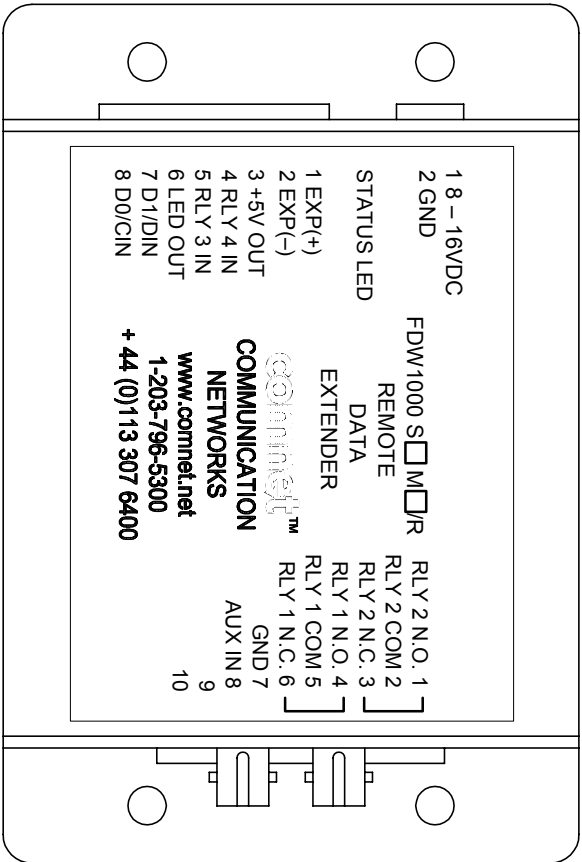 1 8 – 16VDC
2 GND
STATUS LED
1 EXP(+)
2 EXP(–)
3 +5V OUT
4 RLY 4 IN
5 RLY 3 IN
6 LED OUT
7 D1/DIN
8 D0/CIN
FDW1000 S□ M□/R
REMOTE
DATA
EXTENDER
comnet™
COMMUNICATION
NETWORKS
www.comnet.net
1-203-796-5300
+ 44 (0)113 307 6400
RLY 2 N.O. 1
RLY 2 COM 2
RLY 2 N.C. 3
RLY 1 N.O. 4
RLY 1 COM 5
RLY 1 N.C. 6
GND 7
AUX IN 8
9
10